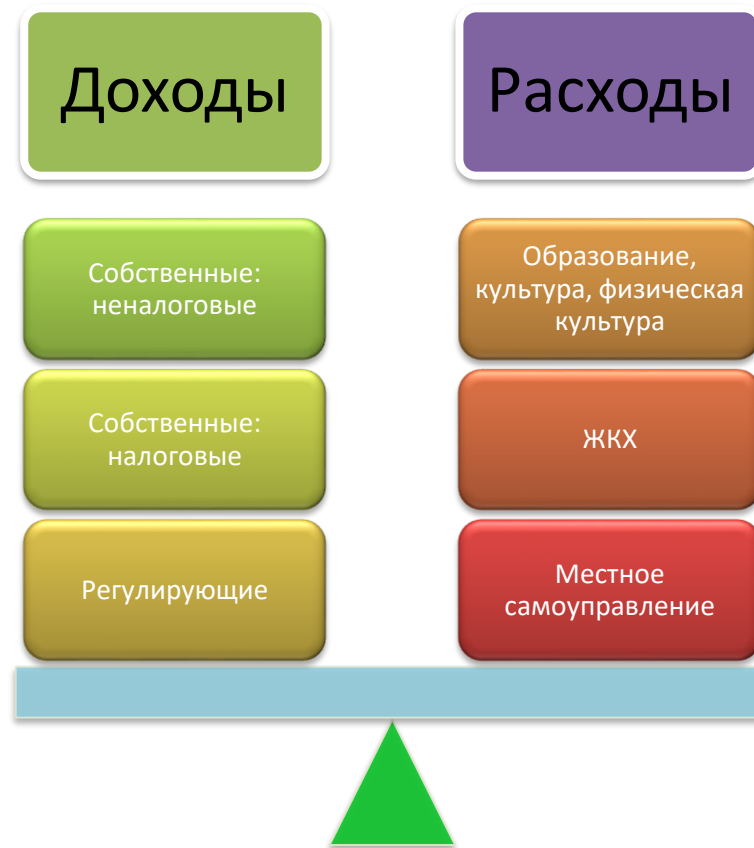 Доходы
Расходы
Собственные:
неналоговые
Собственные:
налоговые
Регулирующие
Образование,
культура, физическая
культура
ЖКХ
Местное
самоуправление